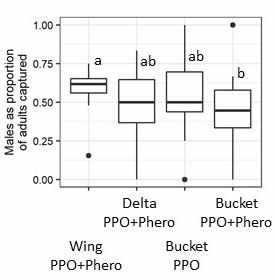 Males as proportion
of adults captured
1.00
0.75
0.50
0.25
0.00
a
ab
ab
b
Delta
PPO+Phero
Bucket
PPO+Phero
Wing
PPO+Phero
Bucket
PPO